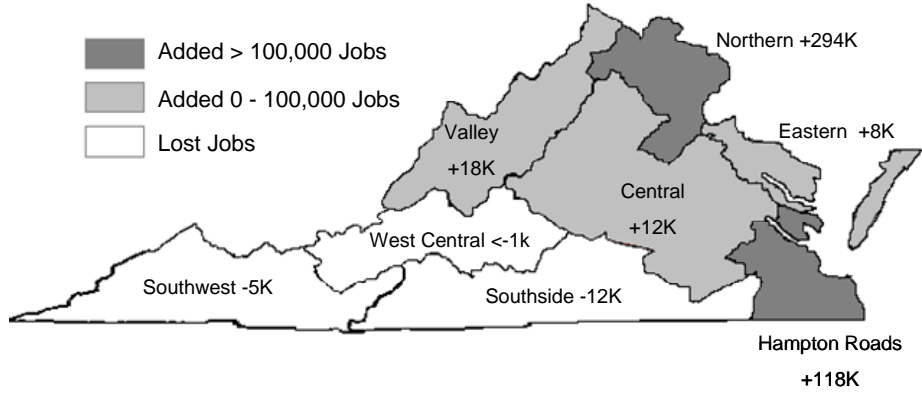 Added > 100,000 Jobs
Added 0 - 100,000 Jobs
Lost Jobs
Northern +294K
Valley
+18K
Eastern +8K
Central
+12K
West Central <-1k
Southwest -5K
Southside -12K
Hampton Roads
+118K